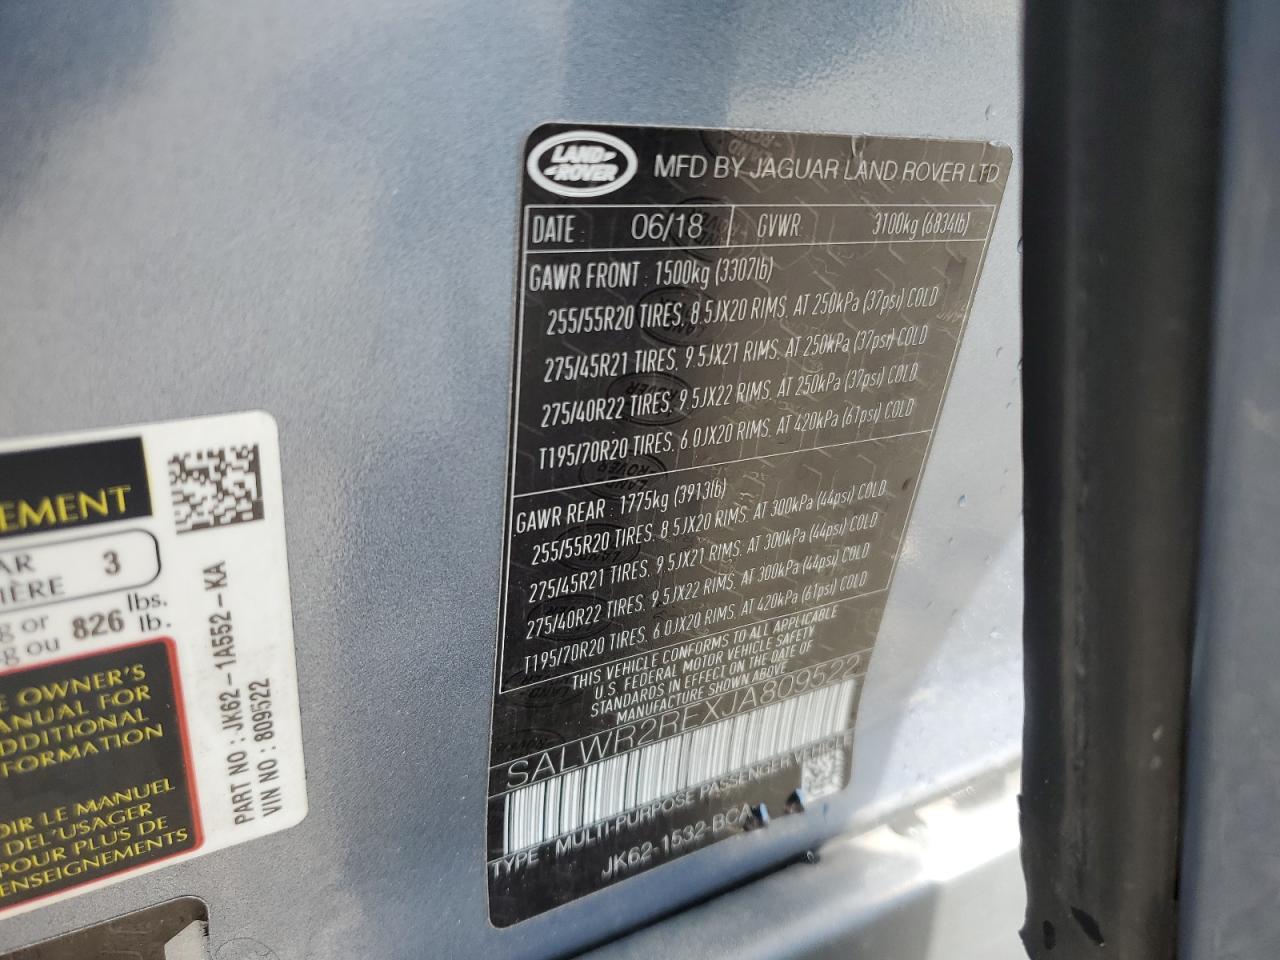 LAND ROVER
MFD BY JAGUAR LAND ROVER LTD
DATE : 06/18 GVWR : 3100kg (6834lb)
GAWR FRONT : 1500kg (3307lb)
255/55R20 TIRES, 8.5JX20 RIMS, AT 250kPa (37psi) COLD
275/45R21 TIRES, 9.5JX21 RIMS, AT 250kPa (37psi) COLD
275/40R22 TIRES, 9.5JX22 RIMS, AT 250kPa (37psi) COLD
T195/70R20 TIRES, 6.0JX20 RIMS, AT 420kPa (61psi) COLD
GAWR REAR : 1775kg (3913lb)
255/55R20 TIRES, 8.5JX20 RIMS, AT 300kPa (44psi) COLD
275/45R21 TIRES, 9.5JX21 RIMS, AT 300kPa (44psi) COLD
275/40R22 TIRES, 9.5JX22 RIMS, AT 300kPa (44psi) COLD
T195/70R20 TIRES, 6.0JX20 RIMS, AT 420kPa (61psi) COLD
THIS VEHICLE CONFORMS TO ALL APPLICABLE
U.S. FEDERAL MOTOR VEHICLE SAFETY
STANDARDS IN EFFECT ON THE DATE OF
MANUFACTURE SHOWN ABOVE
SALWR2REXJA809522
TYPE : MULTI-PURPOSE PASSENGER VEHICLE
JK62-1532-BCA
EMENT
AR
IÈRE 3
g or 826 lbs.
g ou lb.
E OWNER'S
MANUAL FOR
ADDITIONAL
FORMATION
OIR LE MANUEL
DE L'USAGER
POUR PLUS DE
ENSEIGNEMENTS
PART NO : JK62-1A552-KA
VIN NO : 809522